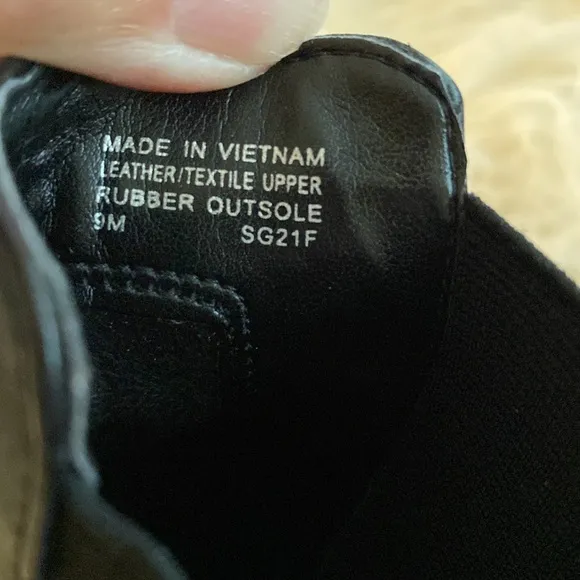 MADE IN VIETNAM
LEATHER/TEXTILE UPPER
RUBBER OUTSOLE
9M SG21F